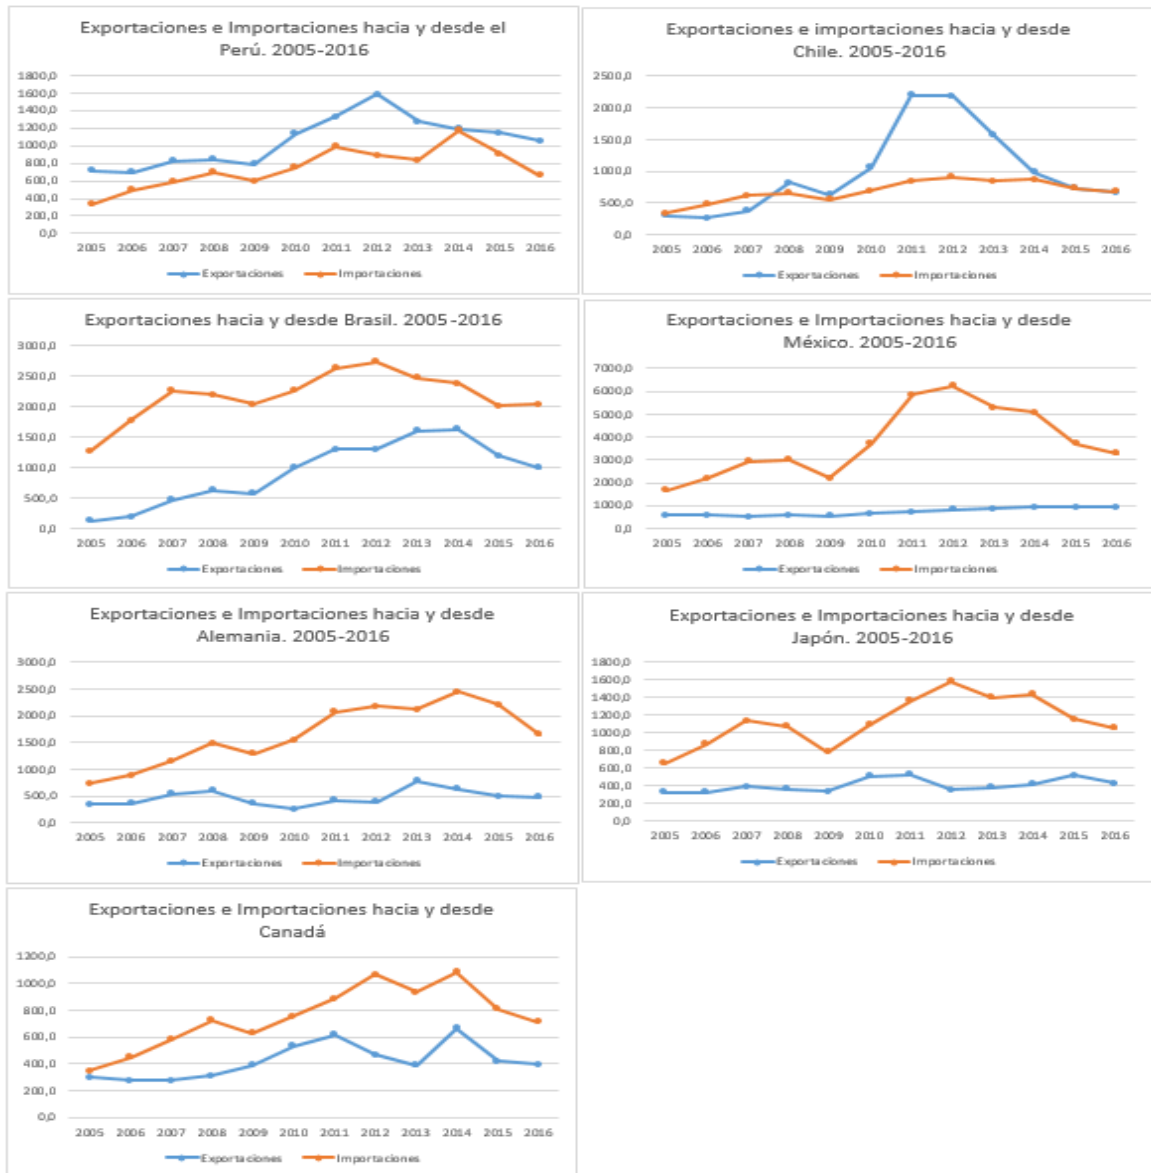 Exportaciones e Importaciones hacia y desde el
Perú. 2005-2016
1800,0
1600,0
1400,0
1200,0
1000,0
800,0
600,0
400,0
200,0
0,0
2005 2006 2007 2008 2009 2010 2011 2012 2013 2014 2015 2016
Exportaciones Importaciones
Exportaciones e importaciones hacia y desde
Chile. 2005-2016
2500,0
2000,0
1500,0
1000,0
500,0
0,0
2005 2006 2007 2008 2009 2010 2011 2012 2013 2014 2015 2016
Exportaciones Importaciones
Exportaciones hacia y desde Brasil. 2005-2016
3000,0
2500,0
2000,0
1500,0
1000,0
500,0
0,0
2005 2006 2007 2008 2009 2010 2011 2012 2013 2014 2015 2016
Exportaciones Importaciones
Exportaciones e Importaciones hacia y desde
México. 2005-2016
7000,0
6000,0
5000,0
4000,0
3000,0
2000,0
1000,0
0,0
2005 2006 2007 2008 2009 2010 2011 2012 2013 2014 2015 2016
Exportaciones Importaciones
Exportaciones e Importaciones hacia y desde
Alemania. 2005-2016
3000,0
2500,0
2000,0
1500,0
1000,0
500,0
0,0
2005 2006 2007 2008 2009 2010 2011 2012 2013 2014 2015 2016
Exportaciones Importaciones
Exportaciones e Importaciones hacia y desde
Japón. 2005-2016
1800,0
1600,0
1400,0
1200,0
1000,0
800,0
600,0
400,0
200,0
0,0
2005 2006 2007 2008 2009 2010 2011 2012 2013 2014 2015 2016
Exportaciones Importaciones
Exportaciones e Importaciones hacia y desde
Canadá
1200,0
1000,0
800,0
600,0
400,0
200,0
0,0
2005 2006 2007 2008 2009 2010 2011 2012 2013 2014 2015 2016
Exportaciones Importaciones